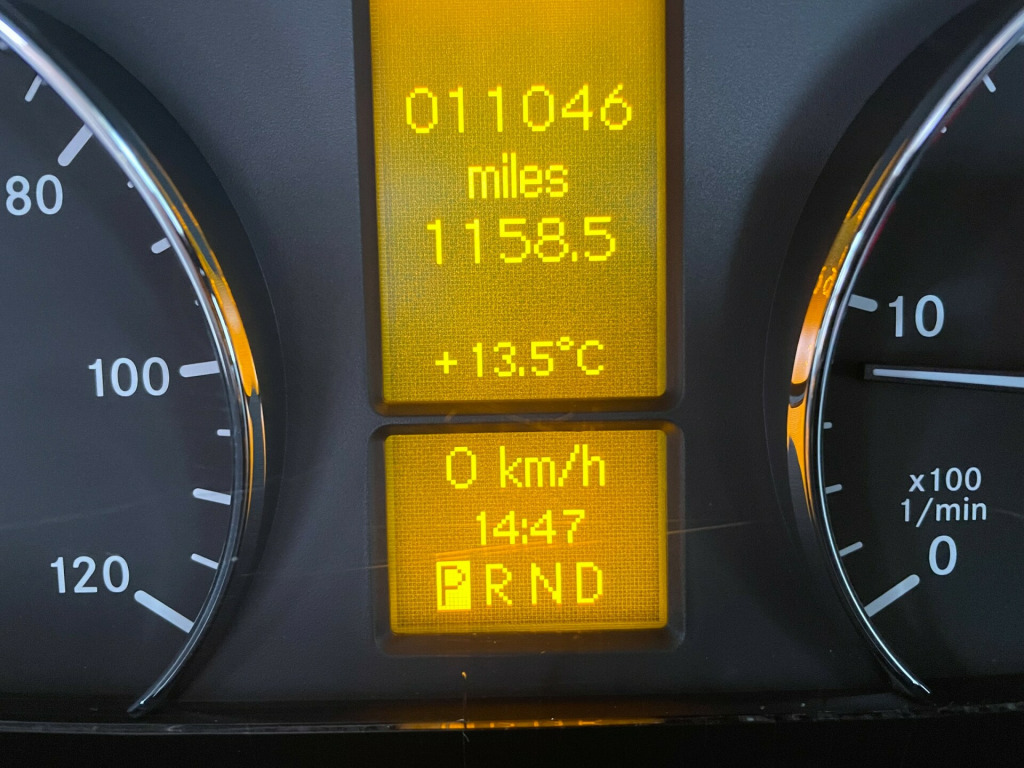 011046
miles
1158.5
+13.5°C
0 km/h
14:47
P R N D
80
100
120
10
x100
1/min
0